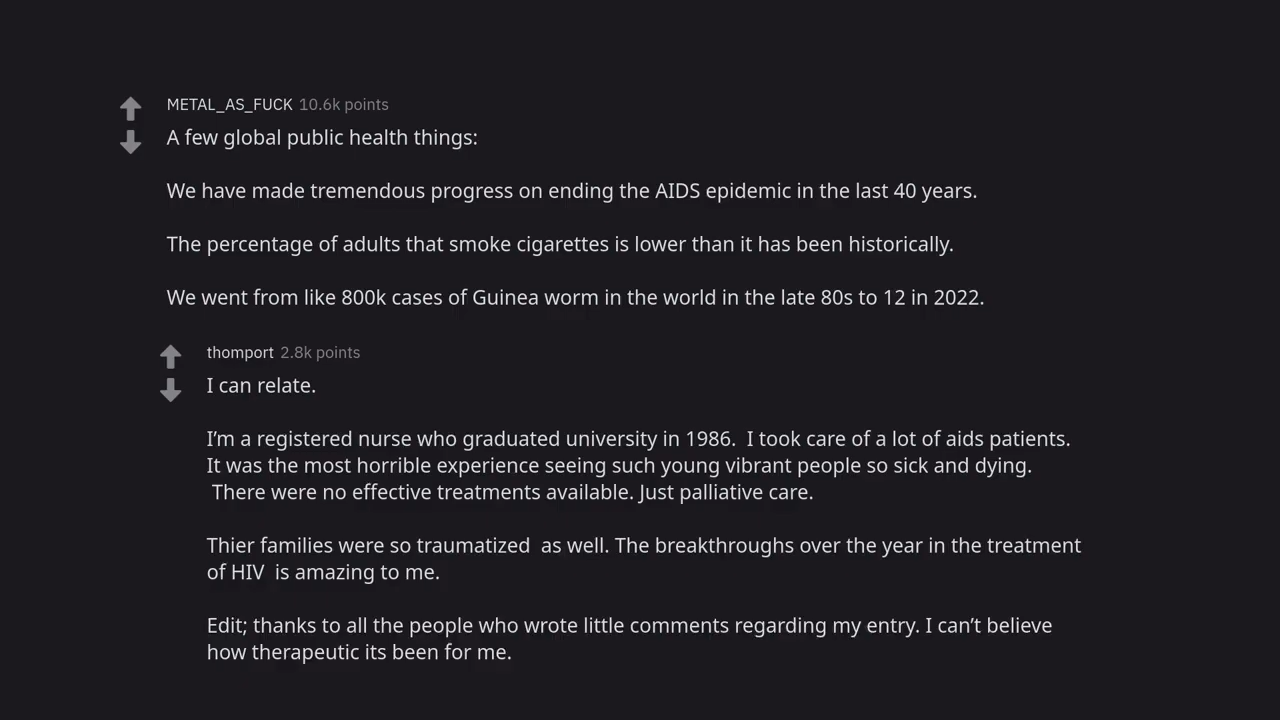 METAL_AS_FUCK 10.6k points
A few global public health things:
We have made tremendous progress on ending the AIDS epidemic in the last 40 years.
The percentage of adults that smoke cigarettes is lower than it has been historically.
We went from like 800k cases of Guinea worm in the world in the late 80s to 12 in 2022.
thomport 2.8k points
I can relate.
I’m a registered nurse who graduated university in 1986.  I took care of a lot of aids patients.
It was the most horrible experience seeing such young vibrant people so sick and dying.
There were no effective treatments available. Just palliative care.
Thier families were so traumatized  as well. The breakthroughs over the year in the treatment
of HIV  is amazing to me.
Edit; thanks to all the people who wrote little comments regarding my entry. I can’t believe
how therapeutic its been for me.